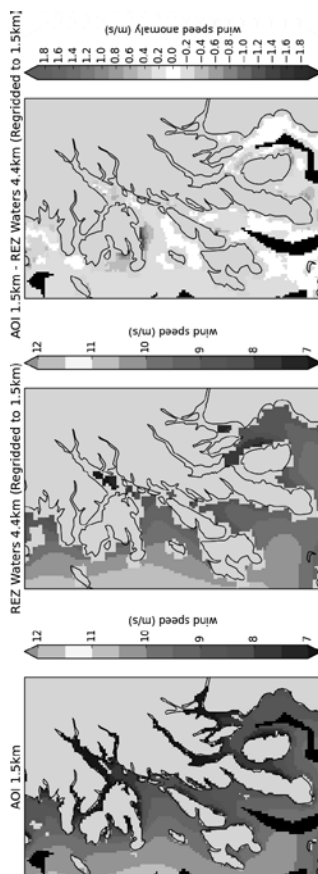 AOI 1.5km
7 8 9 10 11 12
wind speed (m/s)
REZ Waters 4.4km (Regridded to 1.5km)
7 8 9 10 11 12
wind speed (m/s)
AOI 1.5km - REZ Waters 4.4km (Regridded to 1.5km)
-1.8 -1.6 -1.4 -1.2 -1.0 -0.8 -0.6 -0.4 -0.2 0.0 0.2 0.4 0.6 0.8 1.0 1.2 1.4 1.6 1.8
wind speed anomaly (m/s)